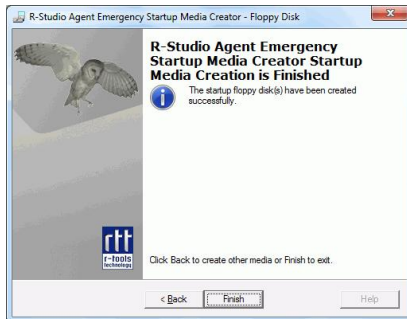 R-Studio Agent Emergency Startup Media Creator - Floppy Disk
R-Studio Agent Emergency
Startup Media Creator Startup
Media Creation is Finished
The startup floppy disk(s) have been created
successfully.
rtt
r-tools
technology
Click Back to create other media or Finish to exit.
< Back
Finish
Help